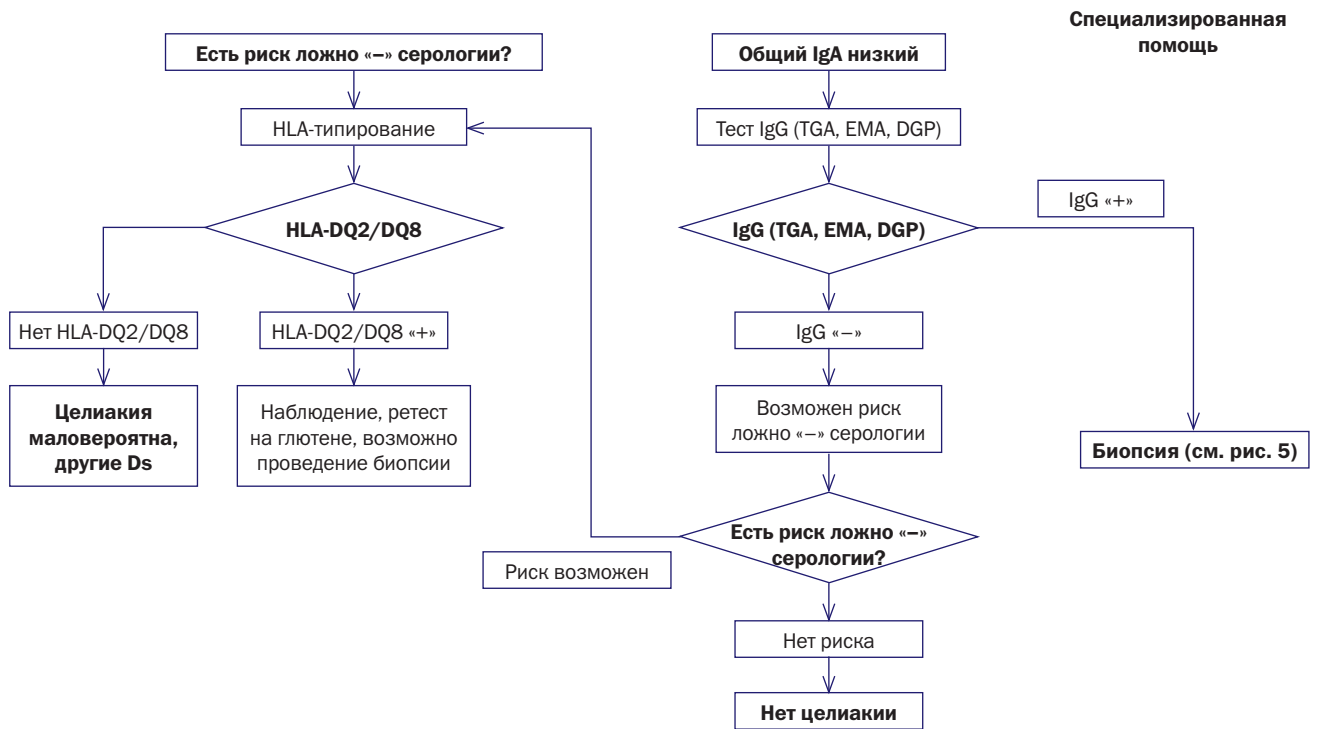 Специализированная
помощь
Есть риск ложно «–» серологии?
Общий IgA низкий
HLA-типирование
Тест IgG (TGA, EMA, DGP)
IgG «+»
HLA-DQ2/DQ8
IgG (TGA, EMA, DGP)
Нет HLA-DQ2/DQ8
HLA-DQ2/DQ8 «+»
IgG «–»
Целиакия
маловероятна,
другие Ds
Наблюдение, ретест
на глютене, возможно
проведение биопсии
Возможен риск
ложно «–» серологии
Биопсия (см. рис. 5)
Есть риск ложно «–»
серологии?
Риск возможен
Нет риска
Нет целиакии